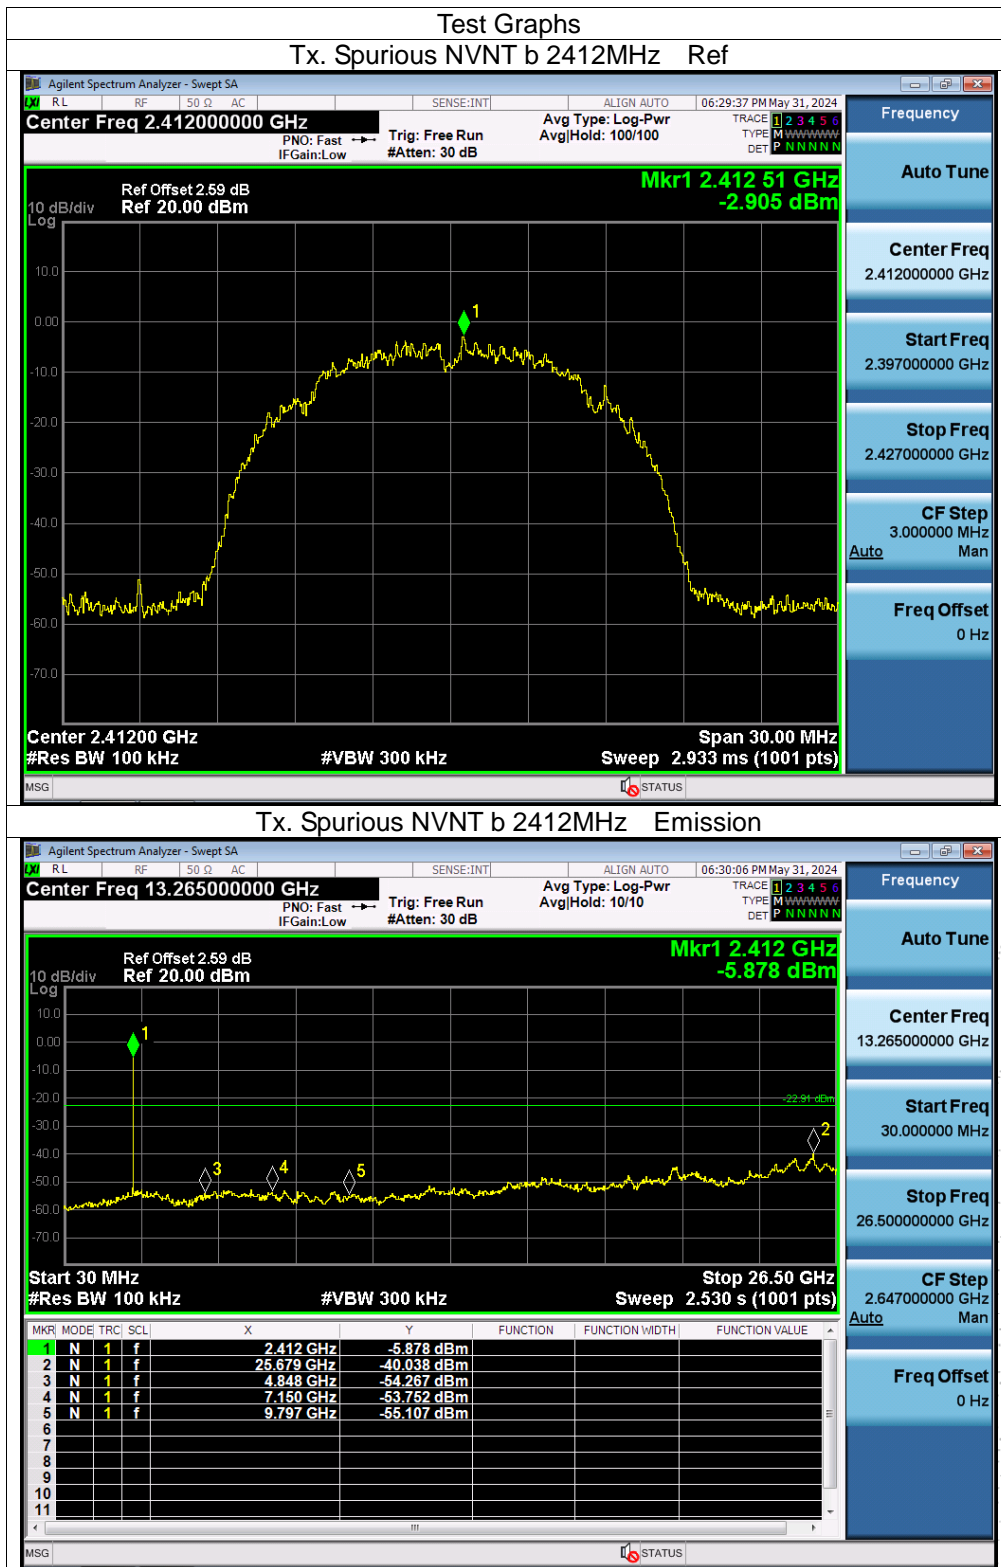 Test Graphs
Tx. Spurious NVNT b 2412MHz Ref
Agilent Spectrum Analyzer - Swept SA
LXI RL RF 50 Ω AC SENSE:INT ALIGN AUTO 06:29:37 PM May 31, 2024
Center Freq 2.412000000 GHz
PNO: Fast
IFGain:Low
Trig: Free Run
#Atten: 30 dB
Avg Type: Log-Pwr
Avg|Hold: 100/100
TRACE 1 2 3 4 5 6
TYPE M WWWWW
DET P N N N N N
Frequency
Auto Tune
Mkr1 2.412 51 GHz
-2.905 dBm
Ref Offset 2.59 dB
10 dB/div Ref 20.00 dBm
Log
10.0
0.00
-10.0
-20.0
-30.0
-40.0
-50.0
-60.0
-70.0
1
Center Freq
2.412000000 GHz
Start Freq
2.397000000 GHz
Stop Freq
2.427000000 GHz
CF Step
3.000000 MHz
Auto Man
Freq Offset
0 Hz
Center 2.41200 GHz Span 30.00 MHz
#Res BW 100 kHz #VBW 300 kHz Sweep 2.933 ms (1001 pts)
MSG STATUS
Tx. Spurious NVNT b 2412MHz Emission
Agilent Spectrum Analyzer - Swept SA
LXI RL RF 50 Ω AC SENSE:INT ALIGN AUTO 06:30:06 PM May 31, 2024
Center Freq 13.265000000 GHz
PNO: Fast
IFGain:Low
Trig: Free Run
#Atten: 30 dB
Avg Type: Log-Pwr
Avg|Hold: 10/10
TRACE 1 2 3 4 5 6
TYPE M WWWWW
DET P N N N N N
Frequency
Auto Tune
Mkr1 2.412 GHz
-5.878 dBm
Ref Offset 2.59 dB
10 dB/div Ref 20.00 dBm
Log
10.0
0.00
-10.0
-20.0
-30.0
-40.0
-50.0
-60.0
-70.0
1
-22.91 dBm
2
3
4
5
Center Freq
13.265000000 GHz
Start Freq
30.000000 MHz
Stop Freq
26.500000000 GHz
CF Step
2.647000000 GHz
Auto Man
Freq Offset
0 Hz
Start 30 MHz Stop 26.50 GHz
#Res BW 100 kHz #VBW 300 kHz Sweep 2.530 s (1001 pts)
MKR MODE TRC SCL X Y FUNCTION FUNCTION WIDTH FUNCTION VALUE
1 N 1 f 2.412 GHz -5.878 dBm
2 N 1 f 25.679 GHz -40.038 dBm
3 N 1 f 4.848 GHz -54.267 dBm
4 N 1 f 7.150 GHz -53.752 dBm
5 N 1 f 9.797 GHz -55.107 dBm
6
7
8
9
10
11
MSG STATUS